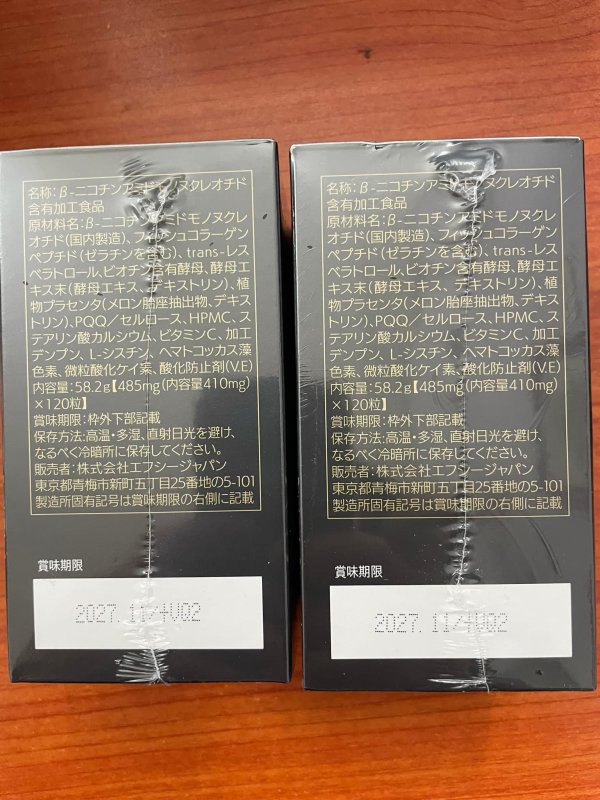 名称:β-ニコチンアミドモノヌクレオチド
含有加工食品
原材料名:β-ニコチンアミドモノヌクレ
オチド(国内製造)、フィッシュコラーゲン
ペプチド(ゼラチンを含む)、trans-レス
ベラトロール、ビオチン含有酵母、酵母エ
キス末(酵母エキス、デキストリン)、植
物プラセンタ(メロン胎座抽出物、デキス
トリン)、PQQ/セルロース、HPMC、ス
テアリン酸カルシウム、ビタミンC、加工
デンプン、L-シスチン、ヘマトコッカス藻
色素、微粒酸化ケイ素、酸化防止剤(V.E)
内容量:58.2g【485mg(内容量410mg)
×120粒】
賞味期限:枠外下部記載
保存方法:高温・多湿、直射日光を避け、
なるべく冷暗所に保存してください。
販売者:株式会社エフシージャパン
東京都青梅市新町五丁目25番地の5-101
製造所固有記号は賞味期限の右側に記載
賞味期限
2027.11/+V02
名称:β-ニコチンアミドモノヌクレオチド
含有加工食品
原材料名:β-ニコチンアミドモノヌクレ
オチド(国内製造)、フィッシュコラーゲン
ペプチド(ゼラチンを含む)、trans-レス
ベラトロール、ビオチン含有酵母、酵母エ
キス末(酵母エキス、デキストリン)、植
物プラセンタ(メロン胎座抽出物、デキス
トリン)、PQQ/セルロース、HPMC、ス
テアリン酸カルシウム、ビタミンC、加工
デンプン、L-シスチン、ヘマトコッカス藻
色素、微粒酸化ケイ素、酸化防止剤(V.E)
内容量:58.2g【485mg(内容量410mg)
×120粒】
賞味期限:枠外下部記載
保存方法:高温・多湿、直射日光を避け、
なるべく冷暗所に保存してください。
販売者:株式会社エフシージャパン
東京都青梅市新町五丁目25番地の5-101
製造所固有記号は賞味期限の右側に記載
賞味期限
2027.11/+V02